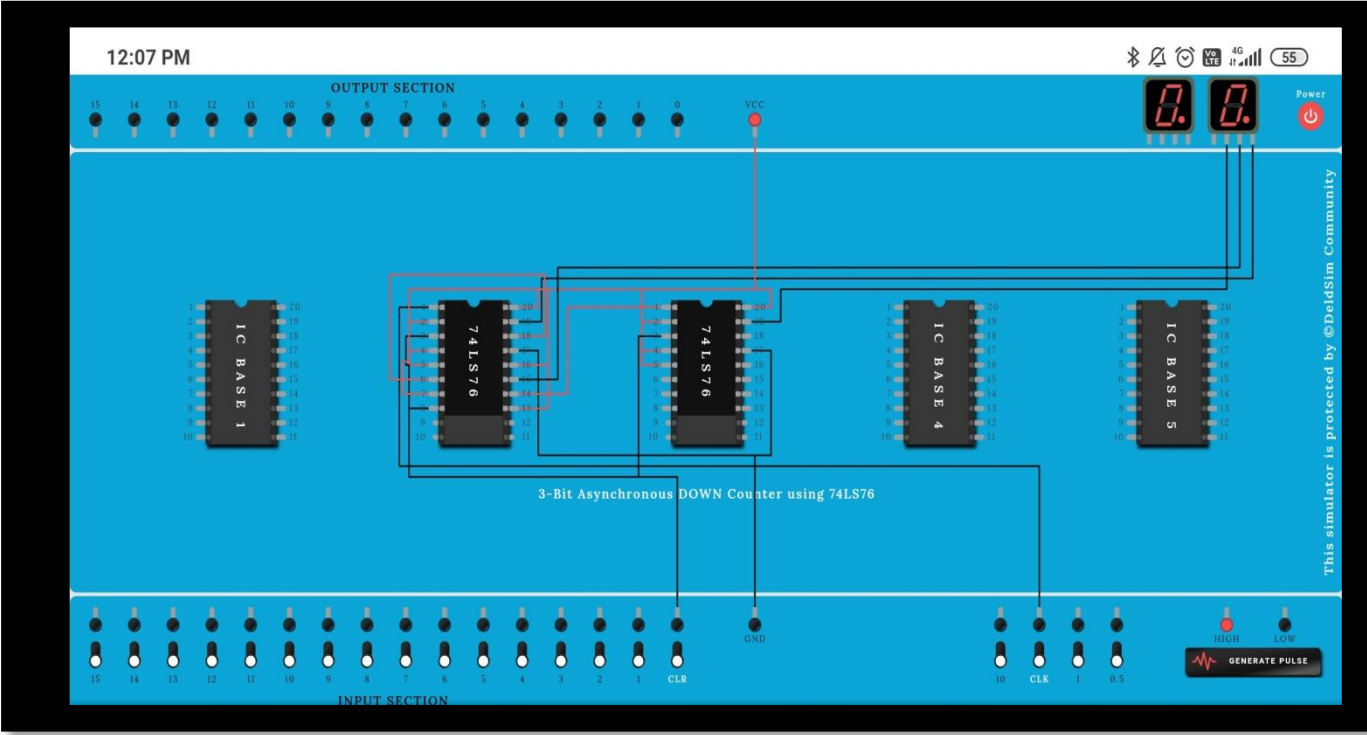 12:07 PM
Vo LTE 4G 55
OUTPUT SECTION
15 14 13 12 11 10 9 8 7 6 5 4 3 2 1 0 VCC
Power
This simulator is protected by ©DeldSim Community
IC BASE 1
74LS76
74LS76
IC BASE 4
IC BASE 5
3-Bit Asynchronous DOWN Counter using 74LS76
GND
HIGH LOW
GENERATE PULSE
15 14 13 12 11 10 9 8 7 6 5 4 3 2 1 CLR 10 CLK 1 0.5
INPUT SECTION